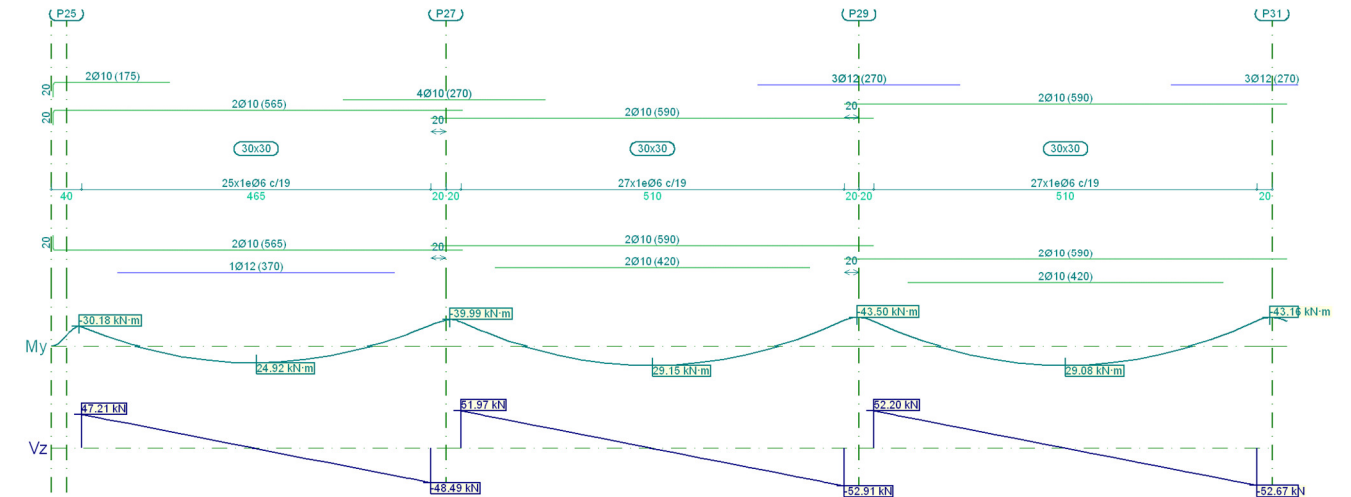 P25 P27 P29 P31
2Ø10 (175) 3Ø12 (270) 3Ø12 (270)
20
4Ø10 (270)
2Ø10 (565) 20 2Ø10 (590)
20 20 2Ø10 (590)
30x30 30x30 30x30
25x1eØ6 c/19 27x1eØ6 c/19 27x1eØ6 c/19
40 465 20 20 510 20 20 510 20
20 2Ø10 (565) 20 2Ø10 (590)
20 2Ø10 (590)
1Ø12 (370) 2Ø10 (420)
2Ø10 (420)
-30.18 kN·m -39.99 kN·m -43.50 kN·m -43.16 kN·m
My
24.92 kN·m 29.15 kN·m 29.08 kN·m
47.21 kN 51.97 kN 52.20 kN
Vz
-48.49 kN -52.91 kN -52.67 kN